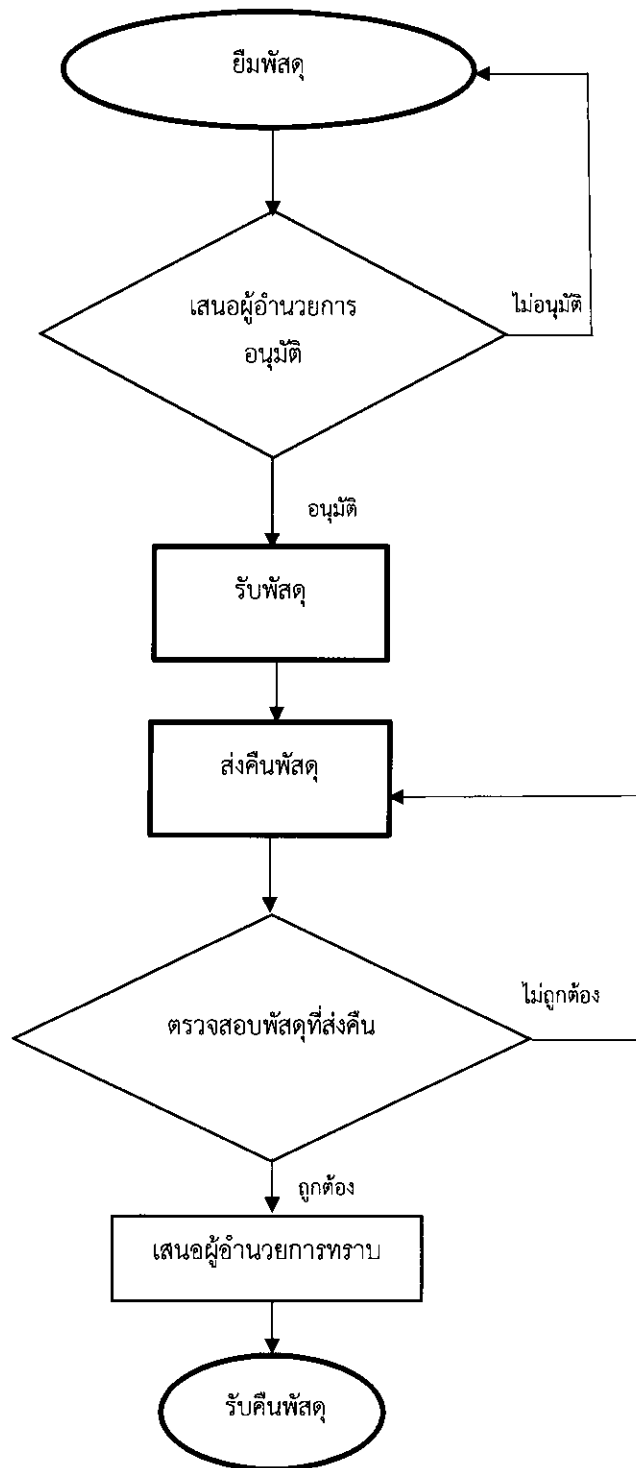 ยืมพัสดุ
เสนอผู้อำนวยการ
อนุมัติ
ไม่อนุมัติ
อนุมัติ
รับพัสดุ
ส่งคืนพัสดุ
ตรวจสอบพัสดุที่ส่งคืน
ไม่ถูกต้อง
ถูกต้อง
เสนอผู้อำนวยการทราบ
รับคืนพัสดุ